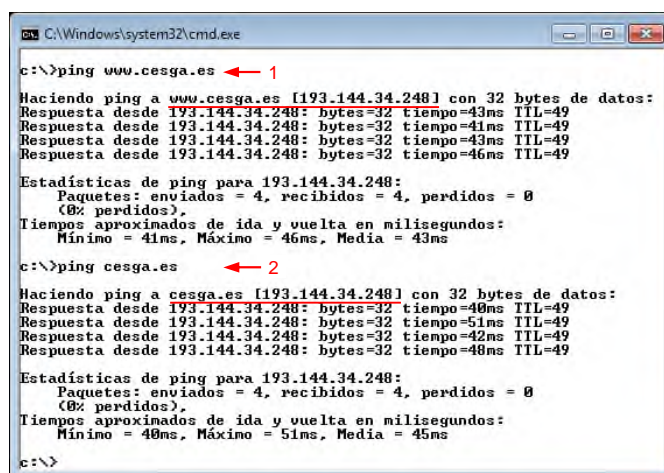 C:\Windows\system32\cmd.exe
c:\>ping www.cesga.es 1
Haciendo ping a www.cesga.es [193.144.34.248] con 32 bytes de datos:
Respuesta desde 193.144.34.248: bytes=32 tiempo=43ms TTL=49
Respuesta desde 193.144.34.248: bytes=32 tiempo=41ms TTL=49
Respuesta desde 193.144.34.248: bytes=32 tiempo=43ms TTL=49
Respuesta desde 193.144.34.248: bytes=32 tiempo=46ms TTL=49
Estadísticas de ping para 193.144.34.248:
Paquetes: enviados = 4, recibidos = 4, perdidos = 0
(0% perdidos),
Tiempos aproximados de ida y vuelta en milisegundos:
Mínimo = 41ms, Máximo = 46ms, Media = 43ms
c:\>ping cesga.es 2
Haciendo ping a cesga.es [193.144.34.248] con 32 bytes de datos:
Respuesta desde 193.144.34.248: bytes=32 tiempo=40ms TTL=49
Respuesta desde 193.144.34.248: bytes=32 tiempo=51ms TTL=49
Respuesta desde 193.144.34.248: bytes=32 tiempo=42ms TTL=49
Respuesta desde 193.144.34.248: bytes=32 tiempo=48ms TTL=49
Estadísticas de ping para 193.144.34.248:
Paquetes: enviados = 4, recibidos = 4, perdidos = 0
(0% perdidos),
Tiempos aproximados de ida y vuelta en milisegundos:
Mínimo = 40ms, Máximo = 51ms, Media = 45ms
c:\>